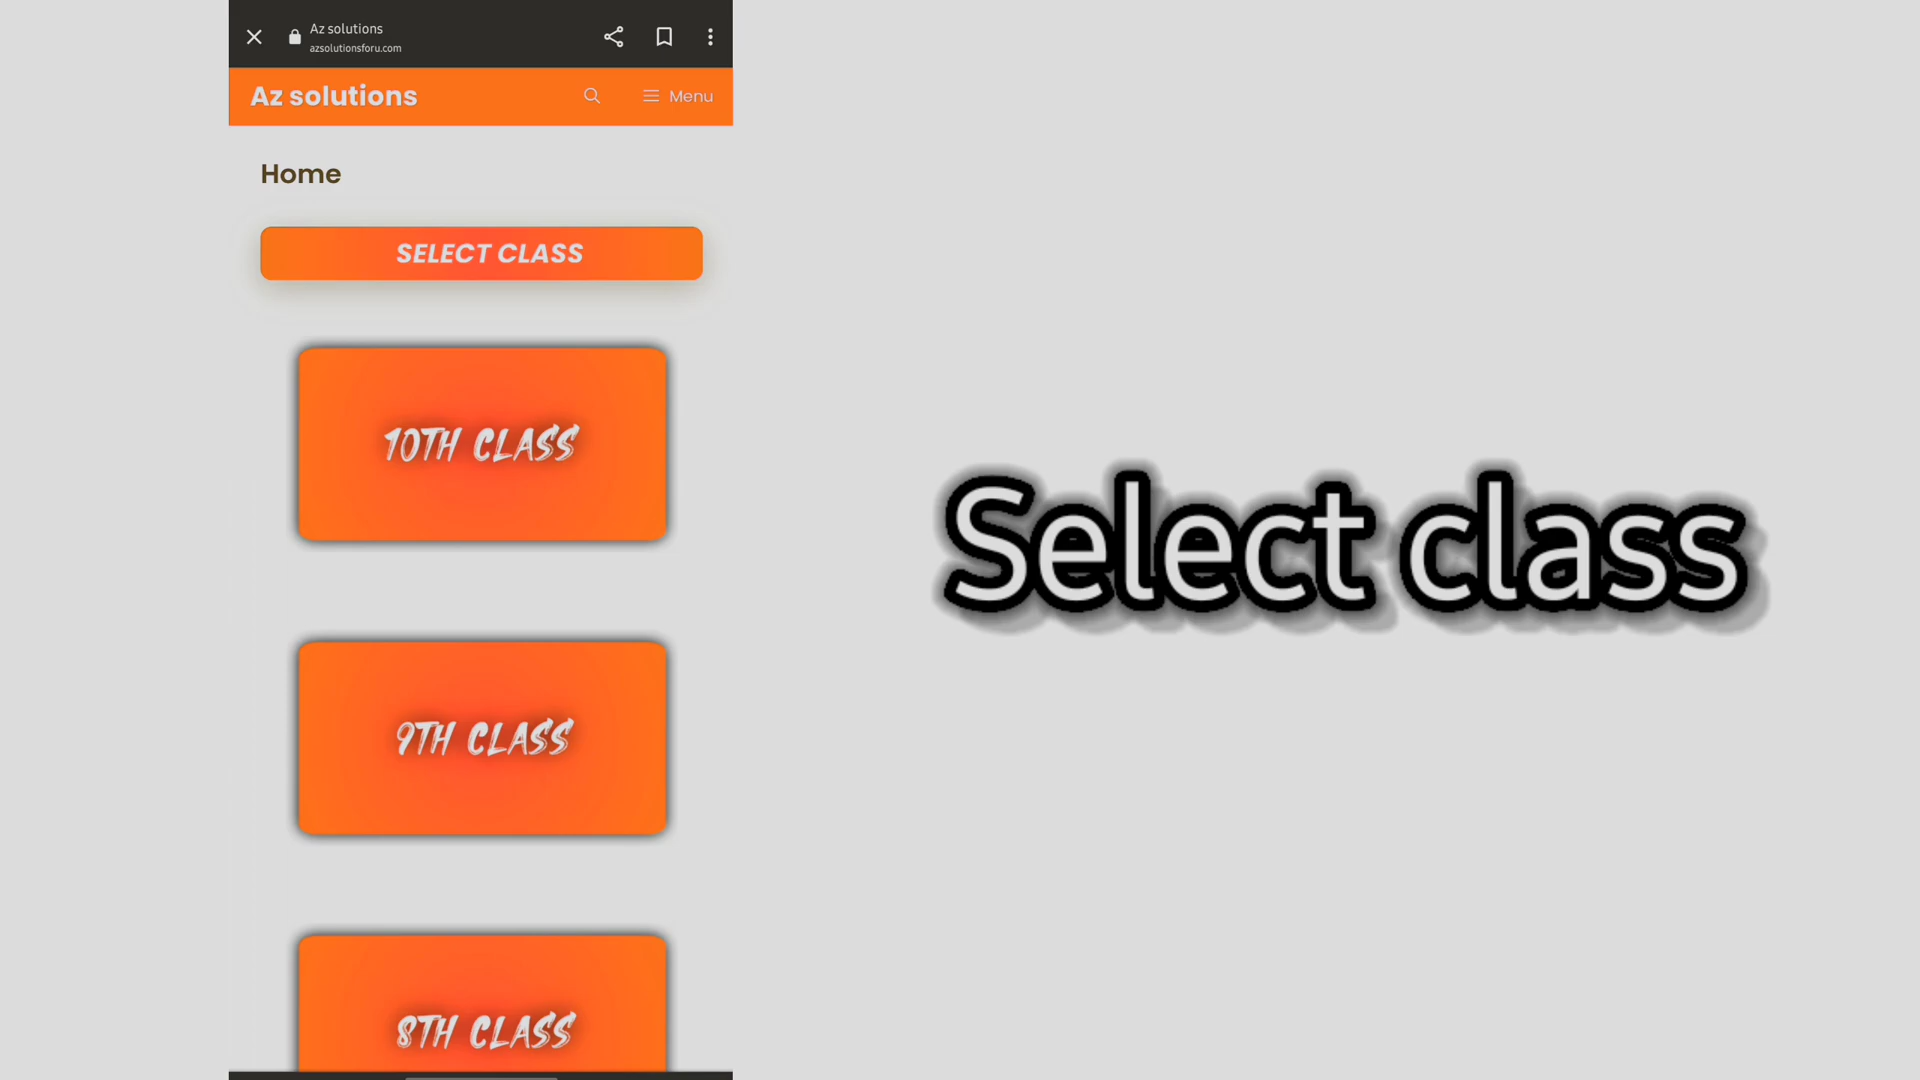 Az solutions
azsolutionsforu.com
Az solutions
Menu
Home
SELECT CLASS
10TH CLASS
9TH CLASS
8TH CLASS
Select class